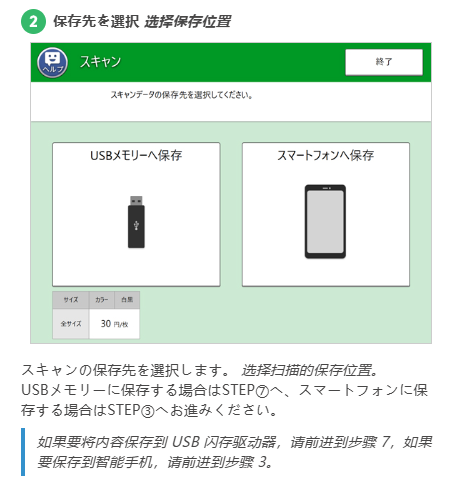 2 保存先を選択 选择保存位置
ヘルプ
スキャン
終了
スキャンデータの保存先を選択してください。
USBメモリーへ保存
スマートフォンへ保存
サイズ カラー 白黒
全サイズ 30 円/枚
スキャンの保存先を選択します。 选择扫描的保存位置。
USBメモリーに保存する場合はSTEP⑦へ、スマートフォンに保
存する場合はSTEP③へお進みください。
如果要将内容保存到 USB 闪存驱动器，请前进到步骤 7，如果
要保存到智能手机，请前进到步骤 3。